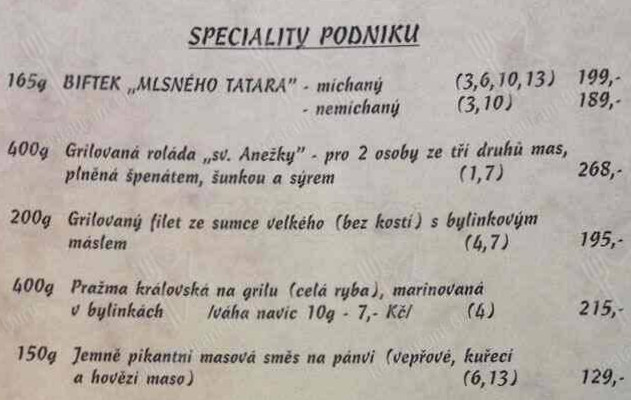 SPECIALITY PODNIKU
165g BIFTEK „MLSNÉHO TATARA” - míchaný (3,6,10,13) 199,-
- nemíchaný (3,10) 189,-
400g Grilovaná roláda „sv. Anežky” - pro 2 osoby ze tří druhů mas,
plněná špenátem, šunkou a sýrem (1,7) 268,-
200g Grilovaný filet ze sumce velkého (bez kostí) s bylinkovým
máslem (4,7) 195,-
400g Pražma královská na grilu (celá ryba), marinovaná
v bylinkách /váha navíc 10g - 7,- Kč/ (4) 215,-
150g Jemně pikantní masová směs na pánvi (vepřové, kuřecí
a hovězí maso) (6,13) 129,-